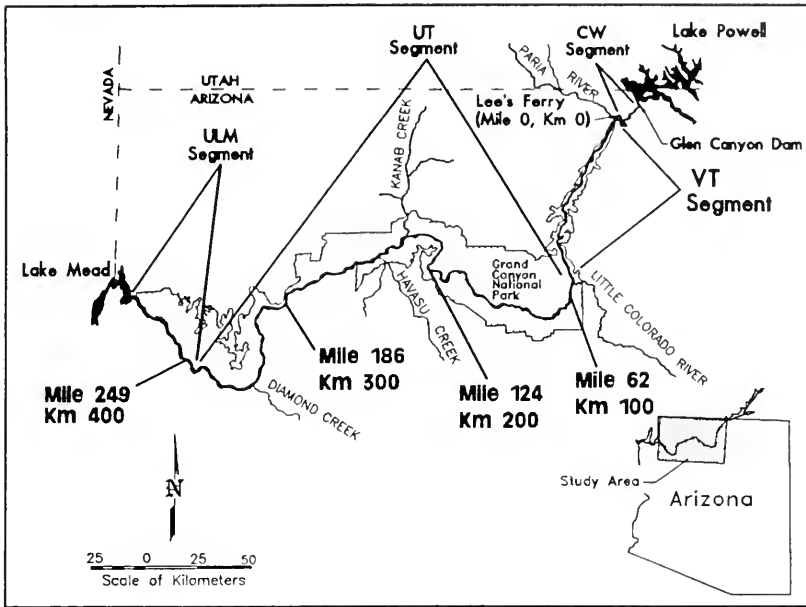 UT
Segment
CW
Segment
Lake Powell
PARIA RIVER
NEVADA
UTAH
ARIZONA
Lee's Ferry
(Mile 0, Km 0)
Glen Canyon Dam
ULM
Segment
KANAB CREEK
VT
Segment
Lake Mead
Grand
Canyon
National
Park
HAVASU CREEK
LITTLE COLORADO RIVER
Mile 186
Km 300
Mile 249
Km 400
DIAMOND CREEK
Mile 124
Km 200
Mile 62
Km 100
N
Study Area
Arizona
25 0 25 50
Scale of Kilometers